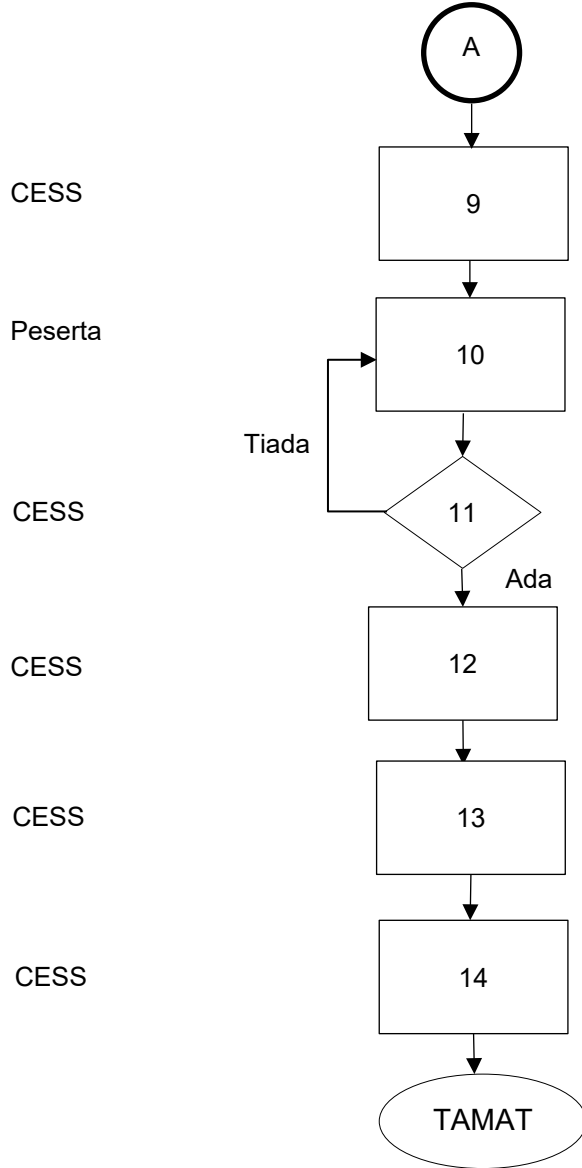 A
CESS
9
Peserta
10
Tiada
CESS
11
Ada
CESS
12
CESS
13
CESS
14
TAMAT